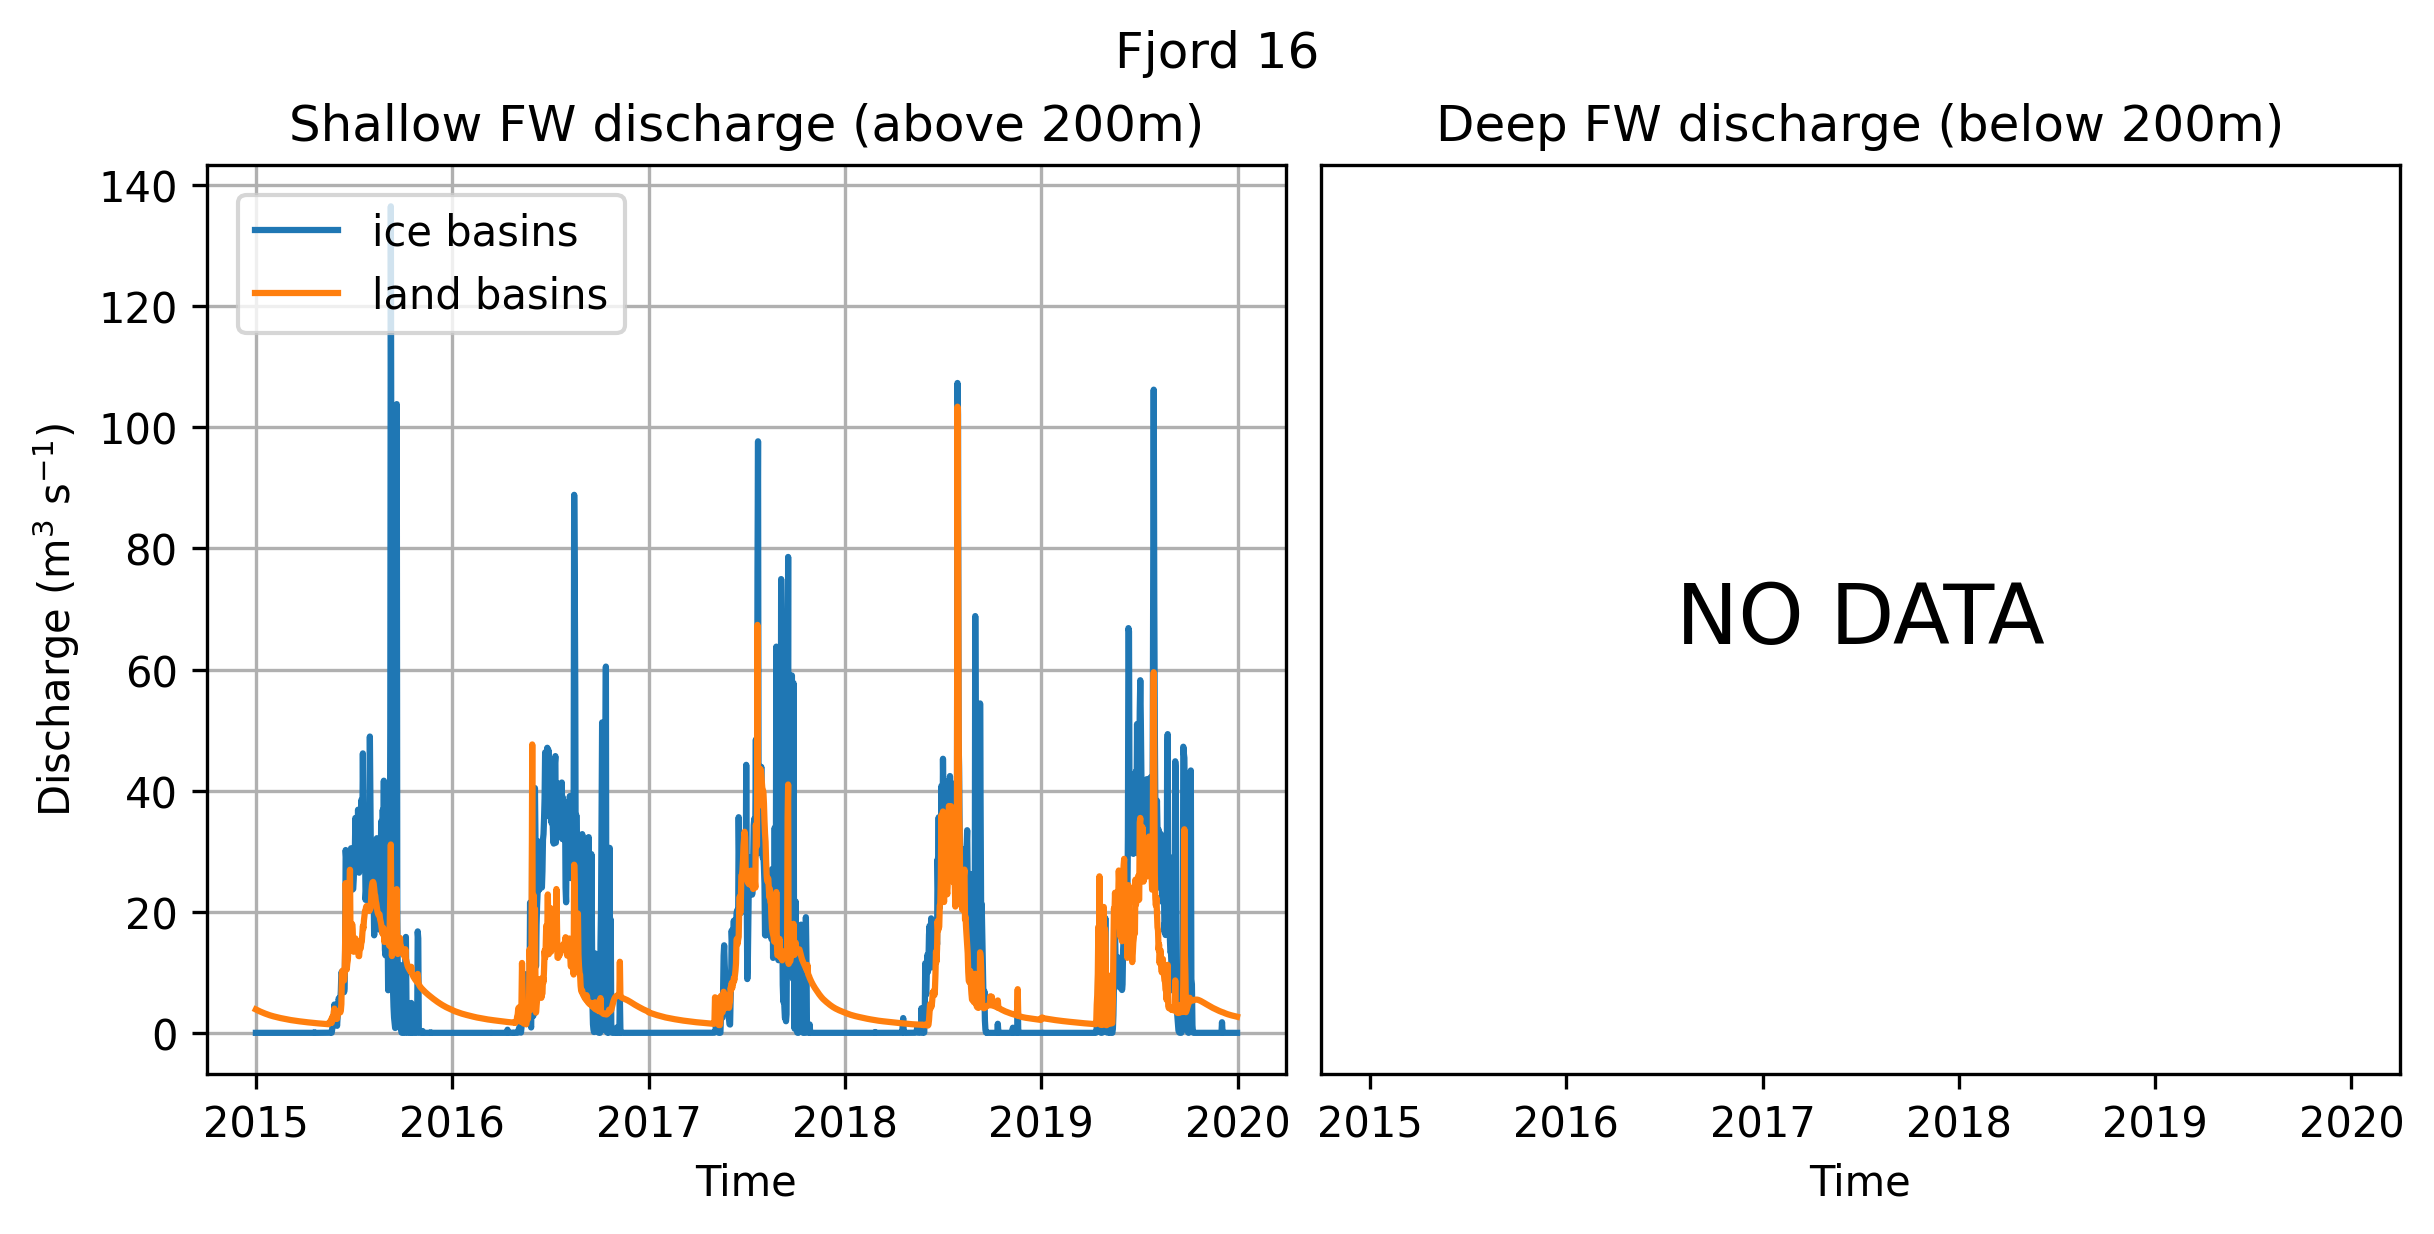 Fjord 16
Shallow FW discharge (above 200m)
Deep FW discharge (below 200m)
140
120
100
80
60
40
20
0
Discharge (m³ s⁻¹)
ice basins
land basins
NO DATA
2015 2016 2017 2018 2019 2020
2015 2016 2017 2018 2019 2020
Time
Time